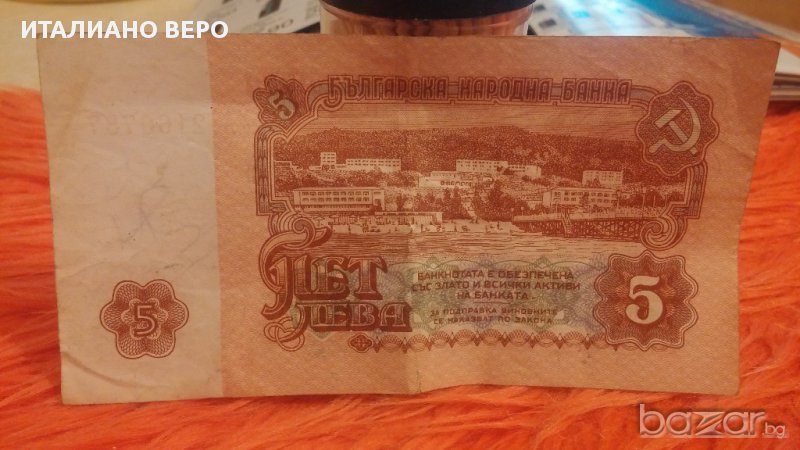 ИТАЛИАНО ВЕРО
БЪЛГАРСКА НАРОДНА БАНКА
5
ПЕТ
ЛЕВА
БАНКНОТАТА Е ОБЕЗПЕЧЕНА
СЪС ЗЛАТО И ВСИЧКИ АКТИВИ
НА БАНКАТА.
ЗА ПОДПРАВКА ВИНОВНИТЕ
СЕ НАКАЗВАТ ПО ЗАКОНА
5
5
bazar.bg